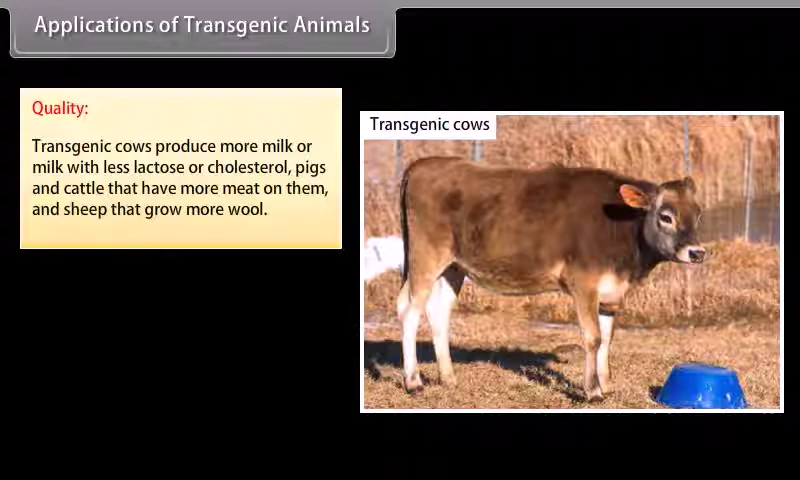 Applications of Transgenic Animals
Quality:
Transgenic cows produce more milk or
milk with less lactose or cholesterol, pigs
and cattle that have more meat on them,
and sheep that grow more wool.
Transgenic cows